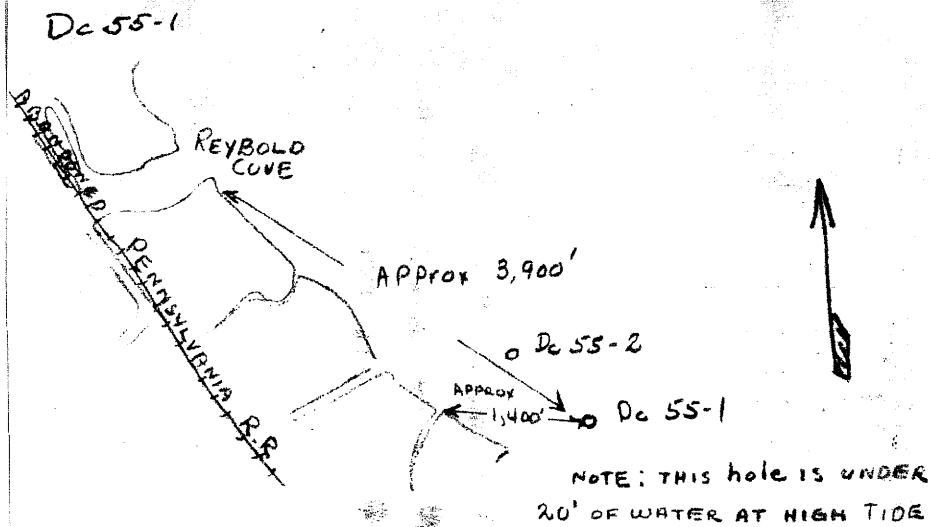 Dc 55-1
REYBOLD
COVE
ABANDONED PENNSYLVANIA R.R.
APProx 3,900'
Dc 55-2
APPROX
1,400'
Dc 55-1
NOTE: THIS hole IS UNDER
20' OF WATER AT HIGH TIDE